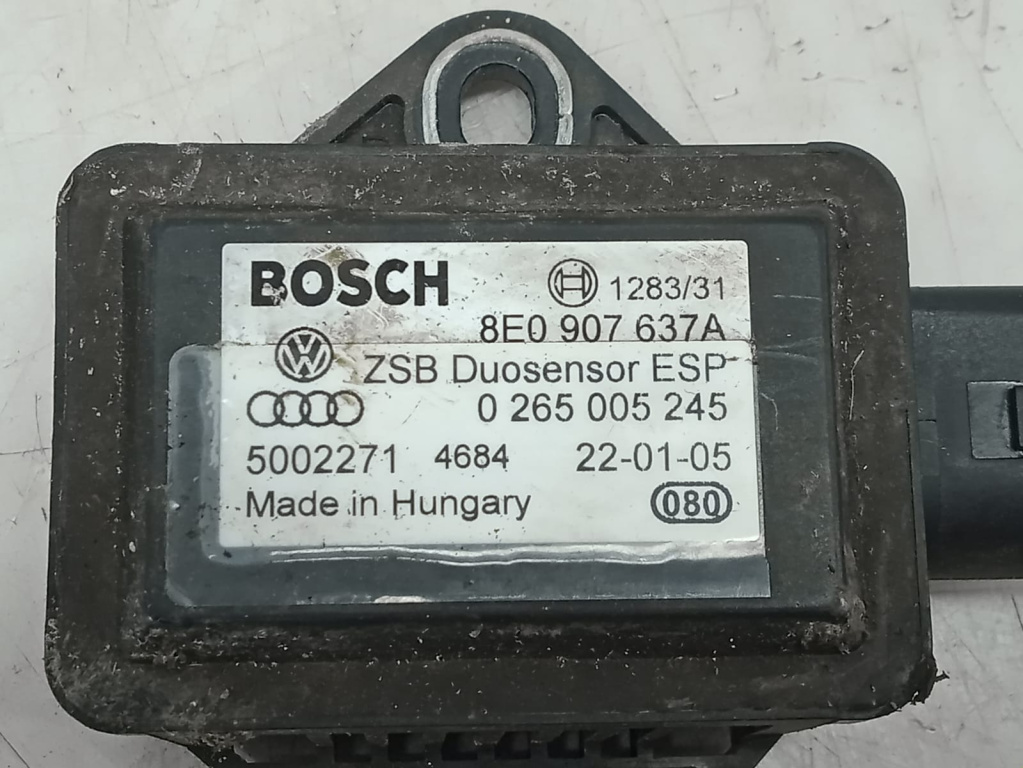 BOSCH 1283/31
8E0 907 637A
ZSB Duosensor ESP
0 265 005 245
5002271 4684 22-01-05
Made in Hungary 080